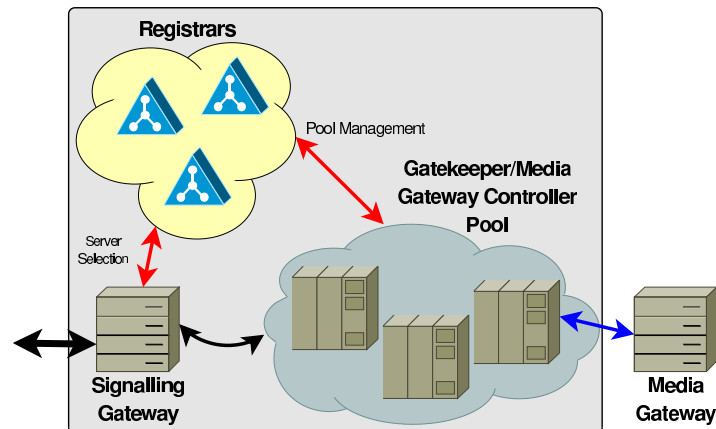 Registrars
Pool Management
Gatekeeper/Media
Gateway Controller
Pool
Server
Selection
Signalling
Gateway
Media
Gateway